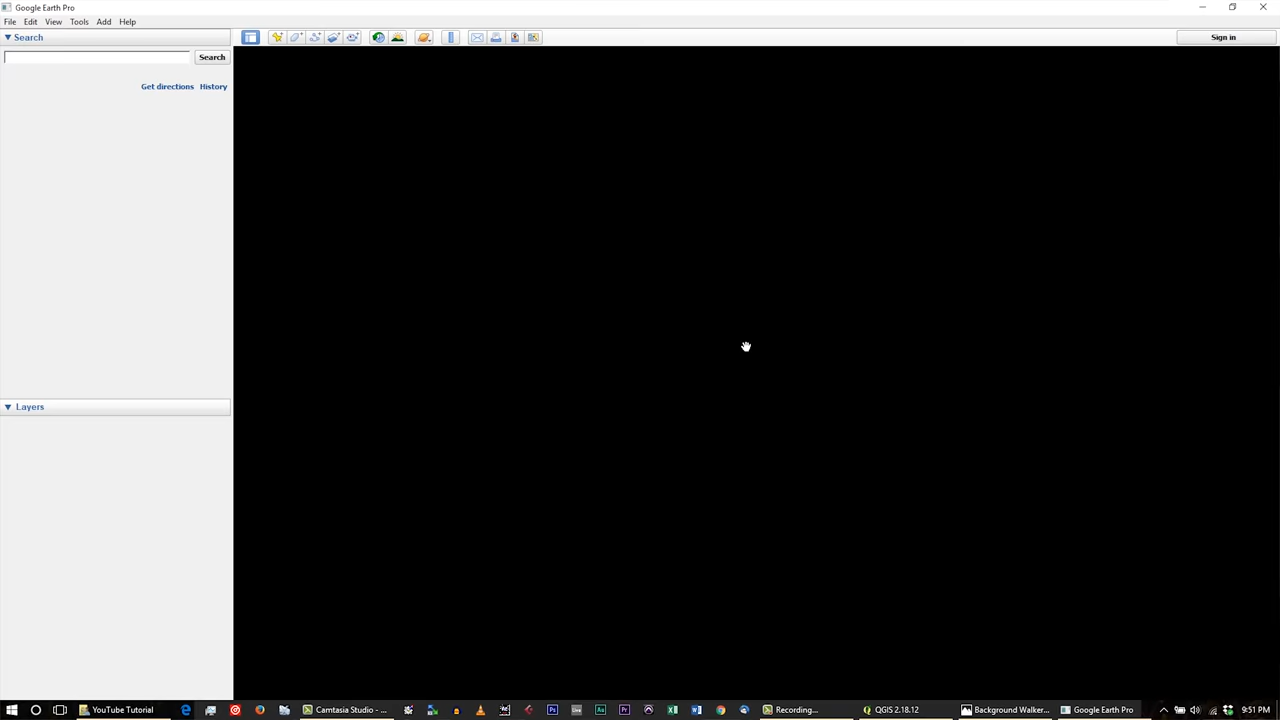 Google Earth Pro
File Edit View Tools Add Help
Search
Sign in
Search
Get directions History
Layers
YouTube Tutorial
Camtasia Studio - ...
Recording...
QGIS 2.18.12
Background Walker...
Google Earth Pro
9:51 PM